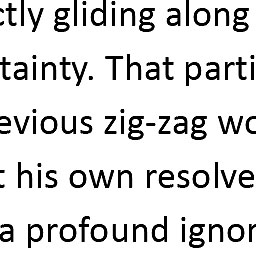 ctly gliding along
tainty. That parti
evious zig-zag wo
t his own resolve
a profound ignor